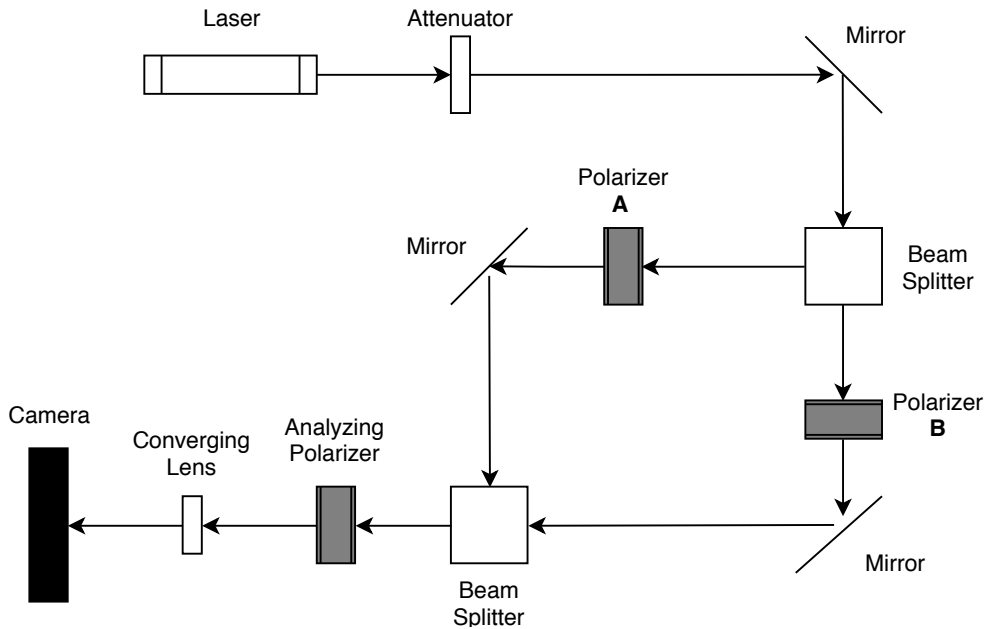 Laser
Attenuator
Mirror
Polarizer
A
Mirror
Beam
Splitter
Polarizer
B
Camera
Converging
Lens
Analyzing
Polarizer
Mirror
Beam
Splitter